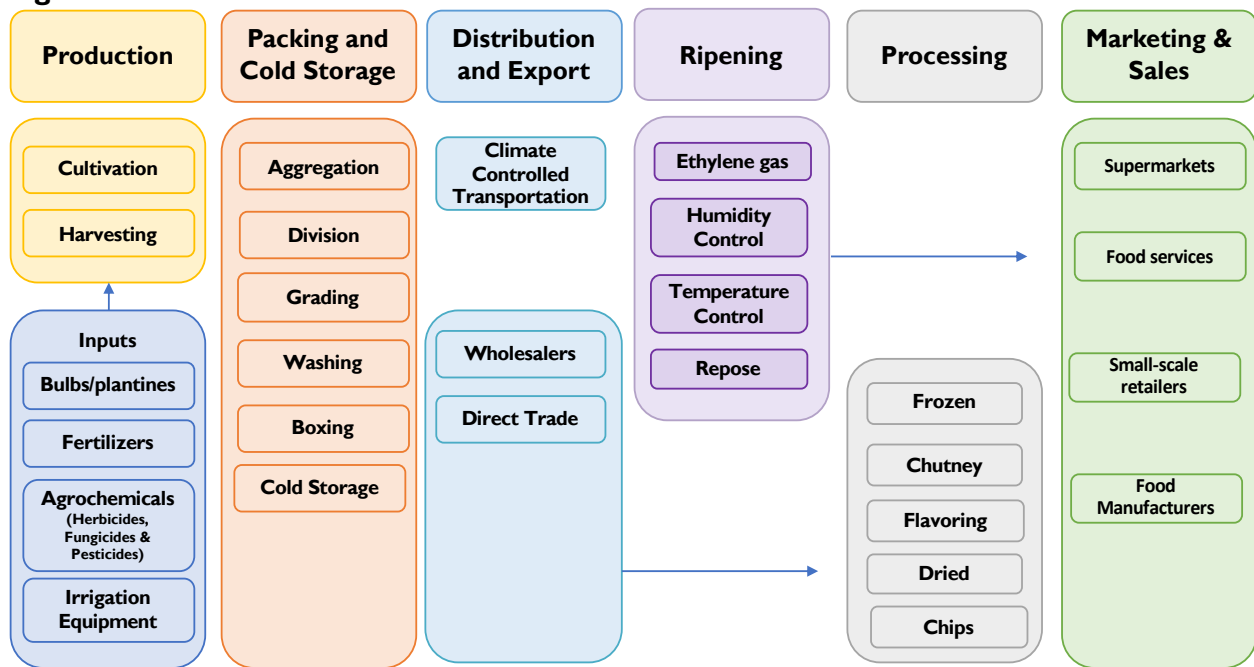 Production
Packing and
Cold Storage
Distribution
and Export
Ripening
Processing
Marketing &
Sales
Cultivation
Harvesting
Inputs
Bulbs/plantines
Fertilizers
Agrochemicals
(Herbicides,
Fungicides &
Pesticides)
Irrigation
Equipment
Aggregation
Division
Grading
Washing
Boxing
Cold Storage
Climate
Controlled
Transportation
Wholesalers
Direct Trade
Ethylene gas
Humidity
Control
Temperature
Control
Repose
Frozen
Chutney
Flavoring
Dried
Chips
Supermarkets
Food services
Small-scale
retailers
Food
Manufacturers